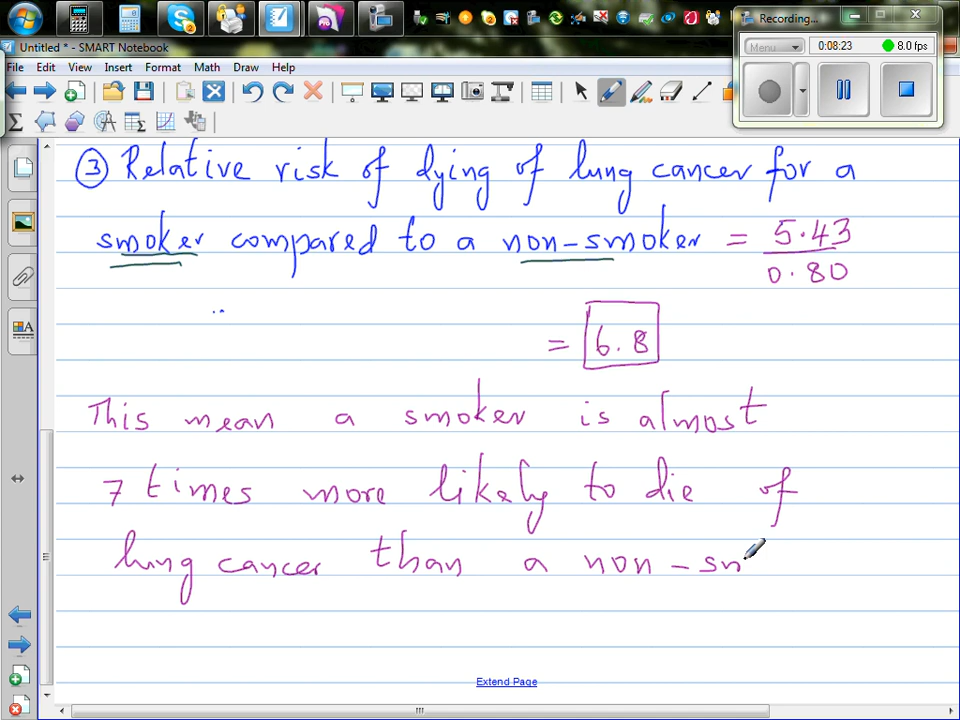 Recording...
Untitled * - SMART Notebook
Menu
0:08:23
8.0 fps
File Edit View Insert Format Math Draw Help
③ Relative risk of dying of lung cancer for a
smoker compared to a non-smoker = 5.43
0.80
= 6.8
This mean a smoker is almost
7 times more likely to die of
lung cancer than a non-sm
Extend Page